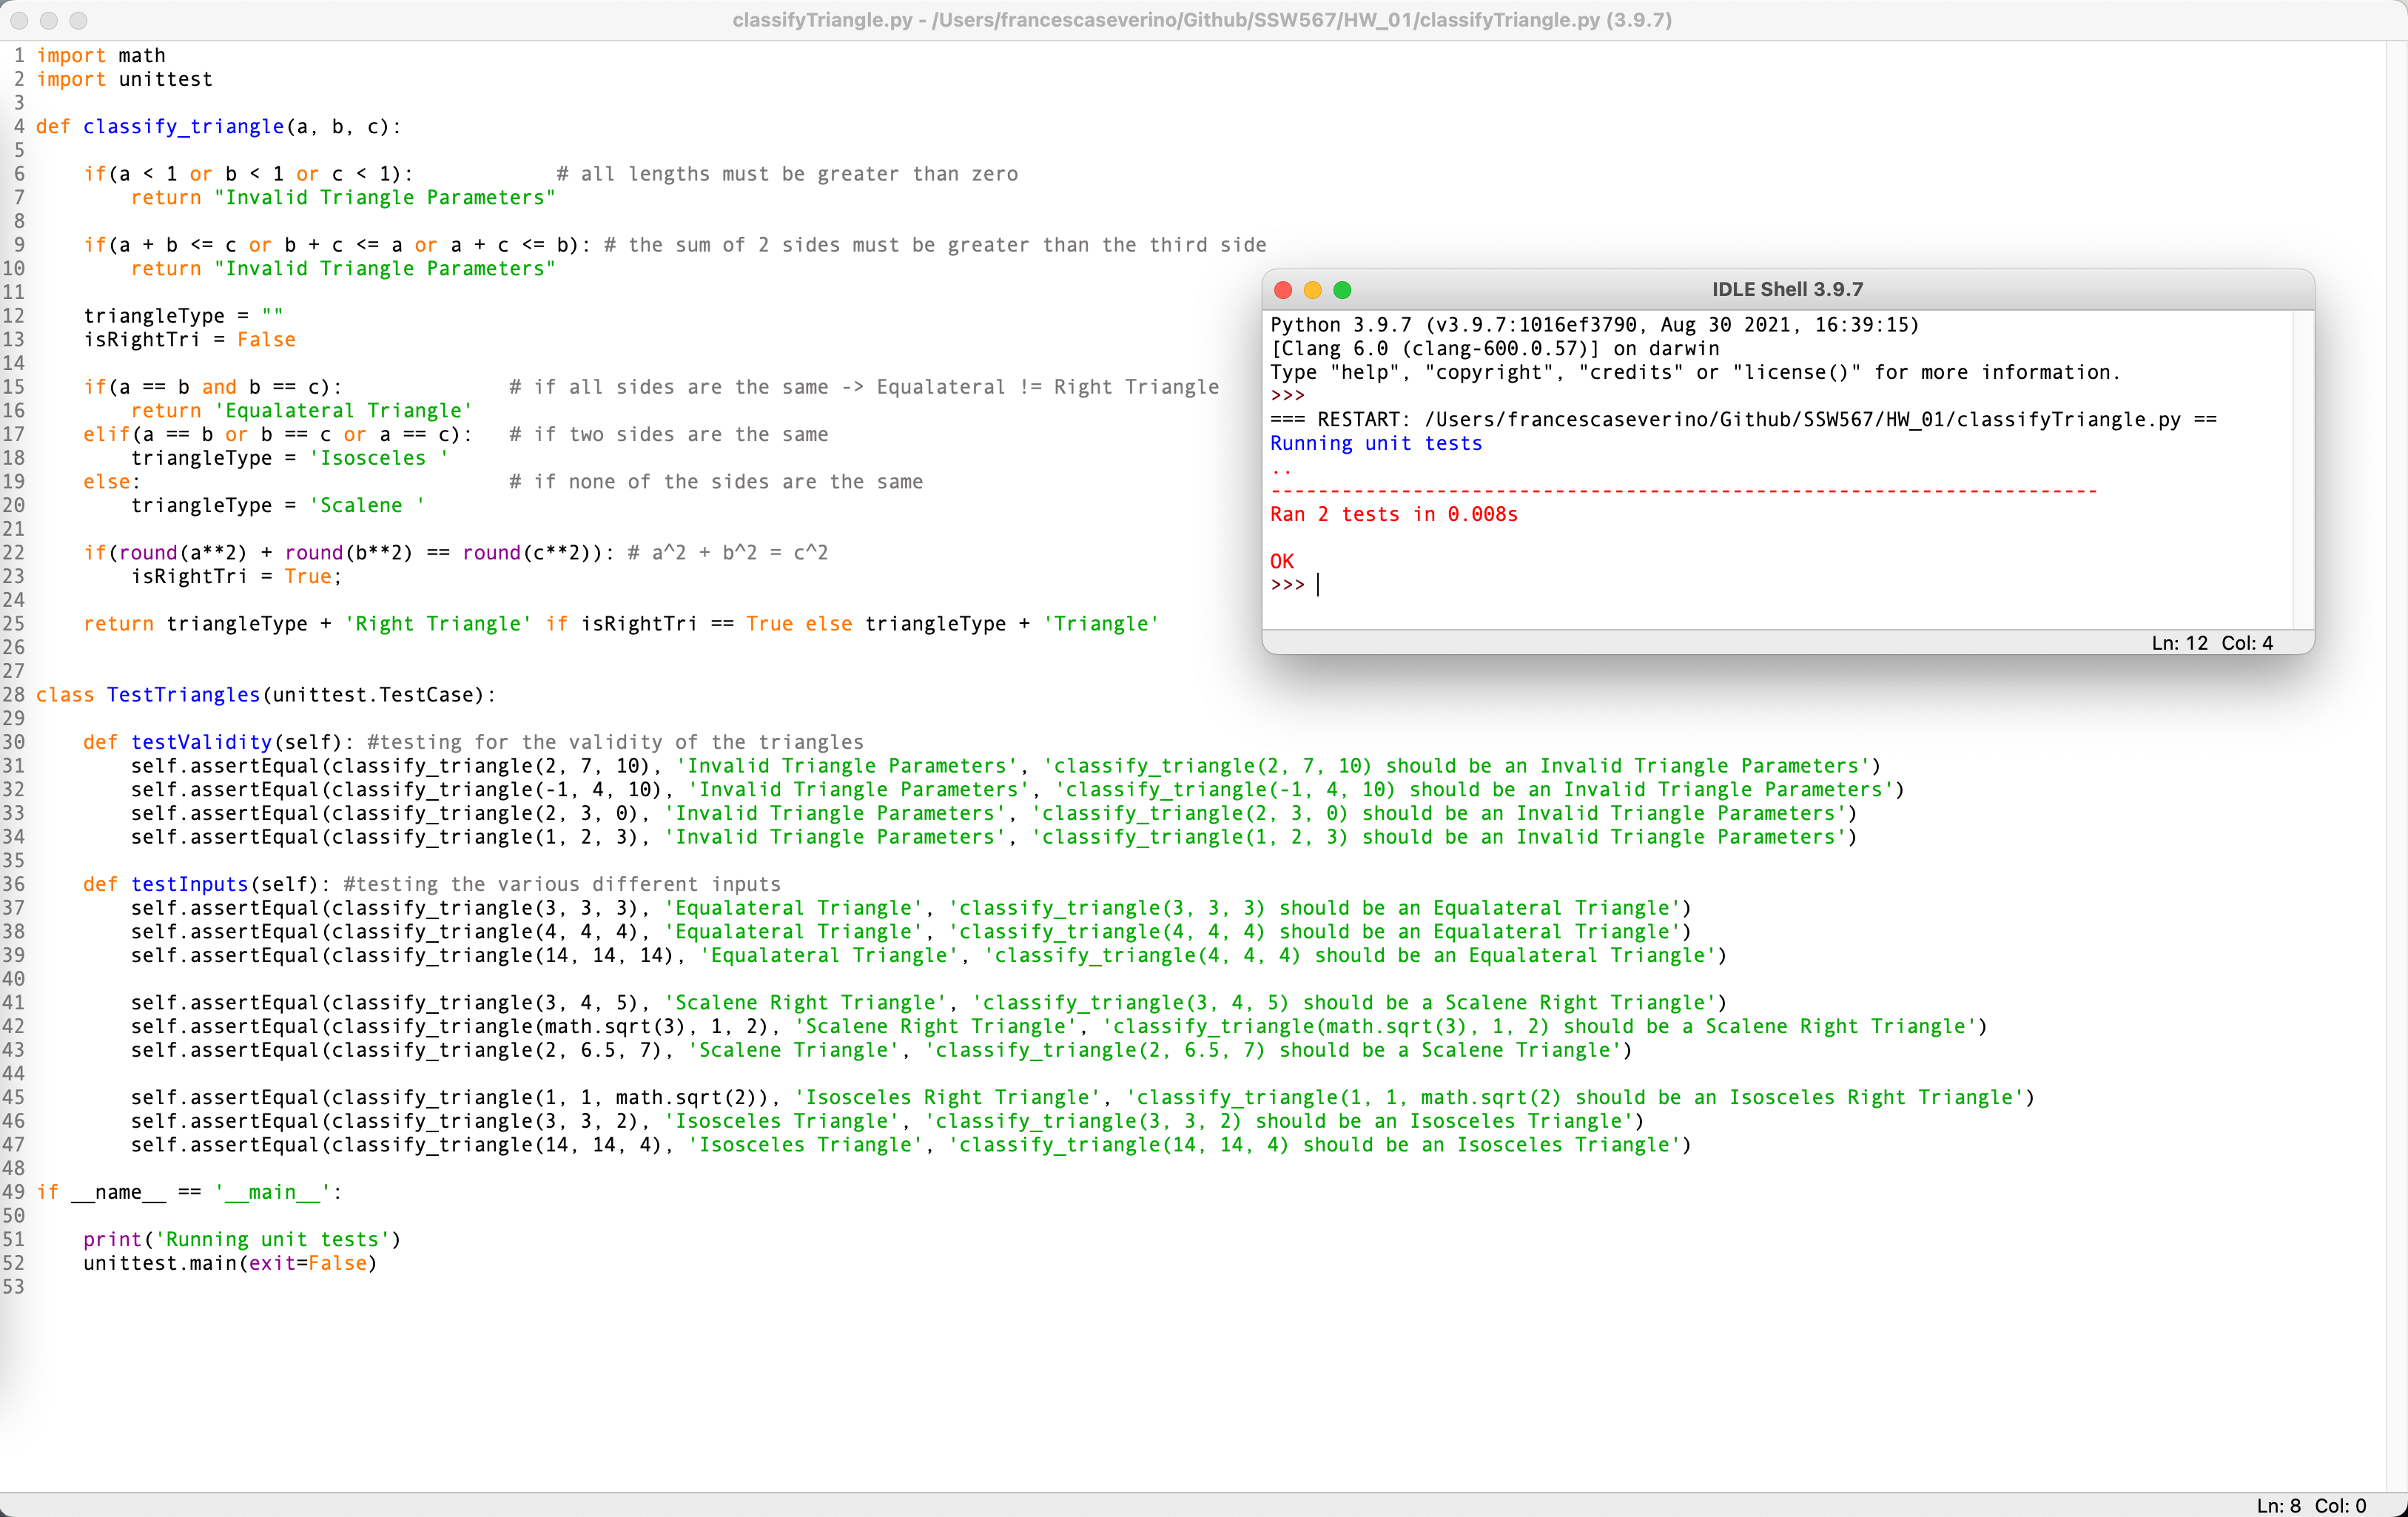 classifyTriangle.py - /Users/francescaseverino/Github/SSW567/HW_01/classifyTriangle.py (3.9.7)
1 import math
2 import unittest
3
4 def classify_triangle(a, b, c):
5
6     if(a < 1 or b < 1 or c < 1):            # all lengths must be greater than zero
7         return "Invalid Triangle Parameters"
8
9     if(a + b <= c or b + c <= a or a + c <= b): # the sum of 2 sides must be greater than the third side
10         return "Invalid Triangle Parameters"
11
12     triangleType = ""
13     isRightTri = False
14
15     if(a == b and b == c):              # if all sides are the same -> Equalateral != Right Triangle
16         return 'Equalateral Triangle'
17     elif(a == b or b == c or a == c):   # if two sides are the same
18         triangleType = 'Isosceles '
19     else:                               # if none of the sides are the same
20         triangleType = 'Scalene '
21
22     if(round(a**2) + round(b**2) == round(c**2)): # a^2 + b^2 = c^2
23         isRightTri = True;
24
25     return triangleType + 'Right Triangle' if isRightTri == True else triangleType + 'Triangle'
26
27
28 class TestTriangles(unittest.TestCase):
29
30     def testValidity(self): #testing for the validity of the triangles
31         self.assertEqual(classify_triangle(2, 7, 10), 'Invalid Triangle Parameters', 'classify_triangle(2, 7, 10) should be an Invalid Triangle Parameters')
32         self.assertEqual(classify_triangle(-1, 4, 10), 'Invalid Triangle Parameters', 'classify_triangle(-1, 4, 10) should be an Invalid Triangle Parameters')
33         self.assertEqual(classify_triangle(2, 3, 0), 'Invalid Triangle Parameters', 'classify_triangle(2, 3, 0) should be an Invalid Triangle Parameters')
34         self.assertEqual(classify_triangle(1, 2, 3), 'Invalid Triangle Parameters', 'classify_triangle(1, 2, 3) should be an Invalid Triangle Parameters')
35
36     def testInputs(self): #testing the various different inputs
37         self.assertEqual(classify_triangle(3, 3, 3), 'Equalateral Triangle', 'classify_triangle(3, 3, 3) should be an Equalateral Triangle')
38         self.assertEqual(classify_triangle(4, 4, 4), 'Equalateral Triangle', 'classify_triangle(4, 4, 4) should be an Equalateral Triangle')
39         self.assertEqual(classify_triangle(14, 14, 14), 'Equalateral Triangle', 'classify_triangle(4, 4, 4) should be an Equalateral Triangle')
40
41         self.assertEqual(classify_triangle(3, 4, 5), 'Scalene Right Triangle', 'classify_triangle(3, 4, 5) should be a Scalene Right Triangle')
42         self.assertEqual(classify_triangle(math.sqrt(3), 1, 2), 'Scalene Right Triangle', 'classify_triangle(math.sqrt(3), 1, 2) should be a Scalene Right Triangle')
43         self.assertEqual(classify_triangle(2, 6.5, 7), 'Scalene Triangle', 'classify_triangle(2, 6.5, 7) should be a Scalene Triangle')
44
45         self.assertEqual(classify_triangle(1, 1, math.sqrt(2)), 'Isosceles Right Triangle', 'classify_triangle(1, 1, math.sqrt(2) should be an Isosceles Right Triangle')
46         self.assertEqual(classify_triangle(3, 3, 2), 'Isosceles Triangle', 'classify_triangle(3, 3, 2) should be an Isosceles Triangle')
47         self.assertEqual(classify_triangle(14, 14, 4), 'Isosceles Triangle', 'classify_triangle(14, 14, 4) should be an Isosceles Triangle')
48
49 if __name__ == '__main__':
50
51     print('Running unit tests')
52     unittest.main(exit=False)
53
IDLE Shell 3.9.7
Python 3.9.7 (v3.9.7:1016ef3790, Aug 30 2021, 16:39:15)
[Clang 6.0 (clang-600.0.57)] on darwin
Type "help", "copyright", "credits" or "license()" for more information.
>>>
=== RESTART: /Users/francescaseverino/Github/SSW567/HW_01/classifyTriangle.py ==
Running unit tests
..
----------------------------------------------------------------------
Ran 2 tests in 0.008s

OK
>>>
Ln: 12 Col: 4
Ln: 8 Col: 0